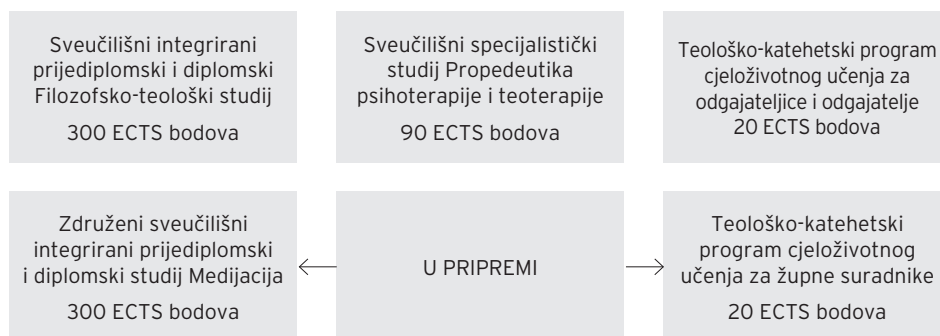 Sveučilišni integrirani
prijediplomski i diplomski
Filozofsko-teološki studij
300 ECTS bodova
Sveučilišni specijalistički
studij Propedeutika
psihoterapije i teoterapije
90 ECTS bodova
Teološko-katehetski program
cjeloživotnog učenja za
odgajateljice i odgajatelje
20 ECTS bodova
Združeni sveučilišni
integrirani prijediplomski
i diplomski studij Medijacija
300 ECTS bodova
U PRIPREMI
Teološko-katehetski
program cjeloživotnog
učenja za župne suradnike
20 ECTS bodova